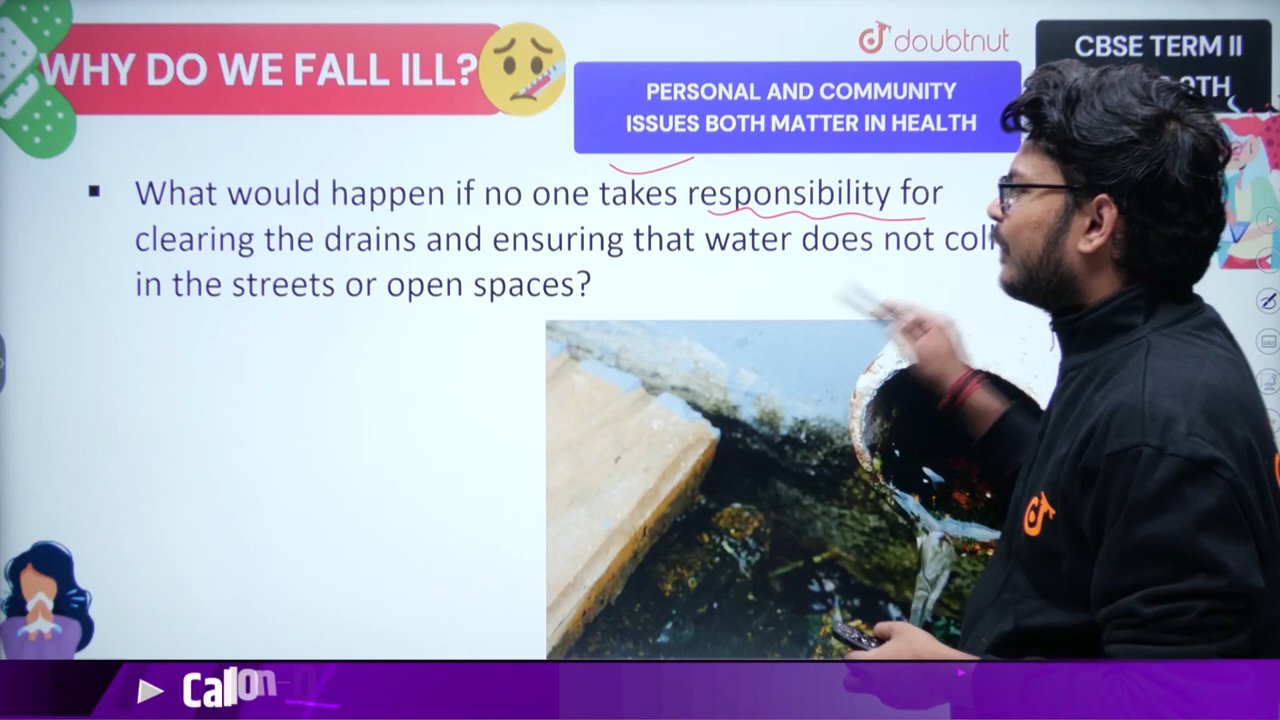 WHY DO WE FALL ILL?
doubtnut
CBSE TERM II
9TH
PERSONAL AND COMMUNITY
ISSUES BOTH MATTER IN HEALTH
▪ What would happen if no one takes responsibility for
clearing the drains and ensuring that water does not
in the streets or open spaces?